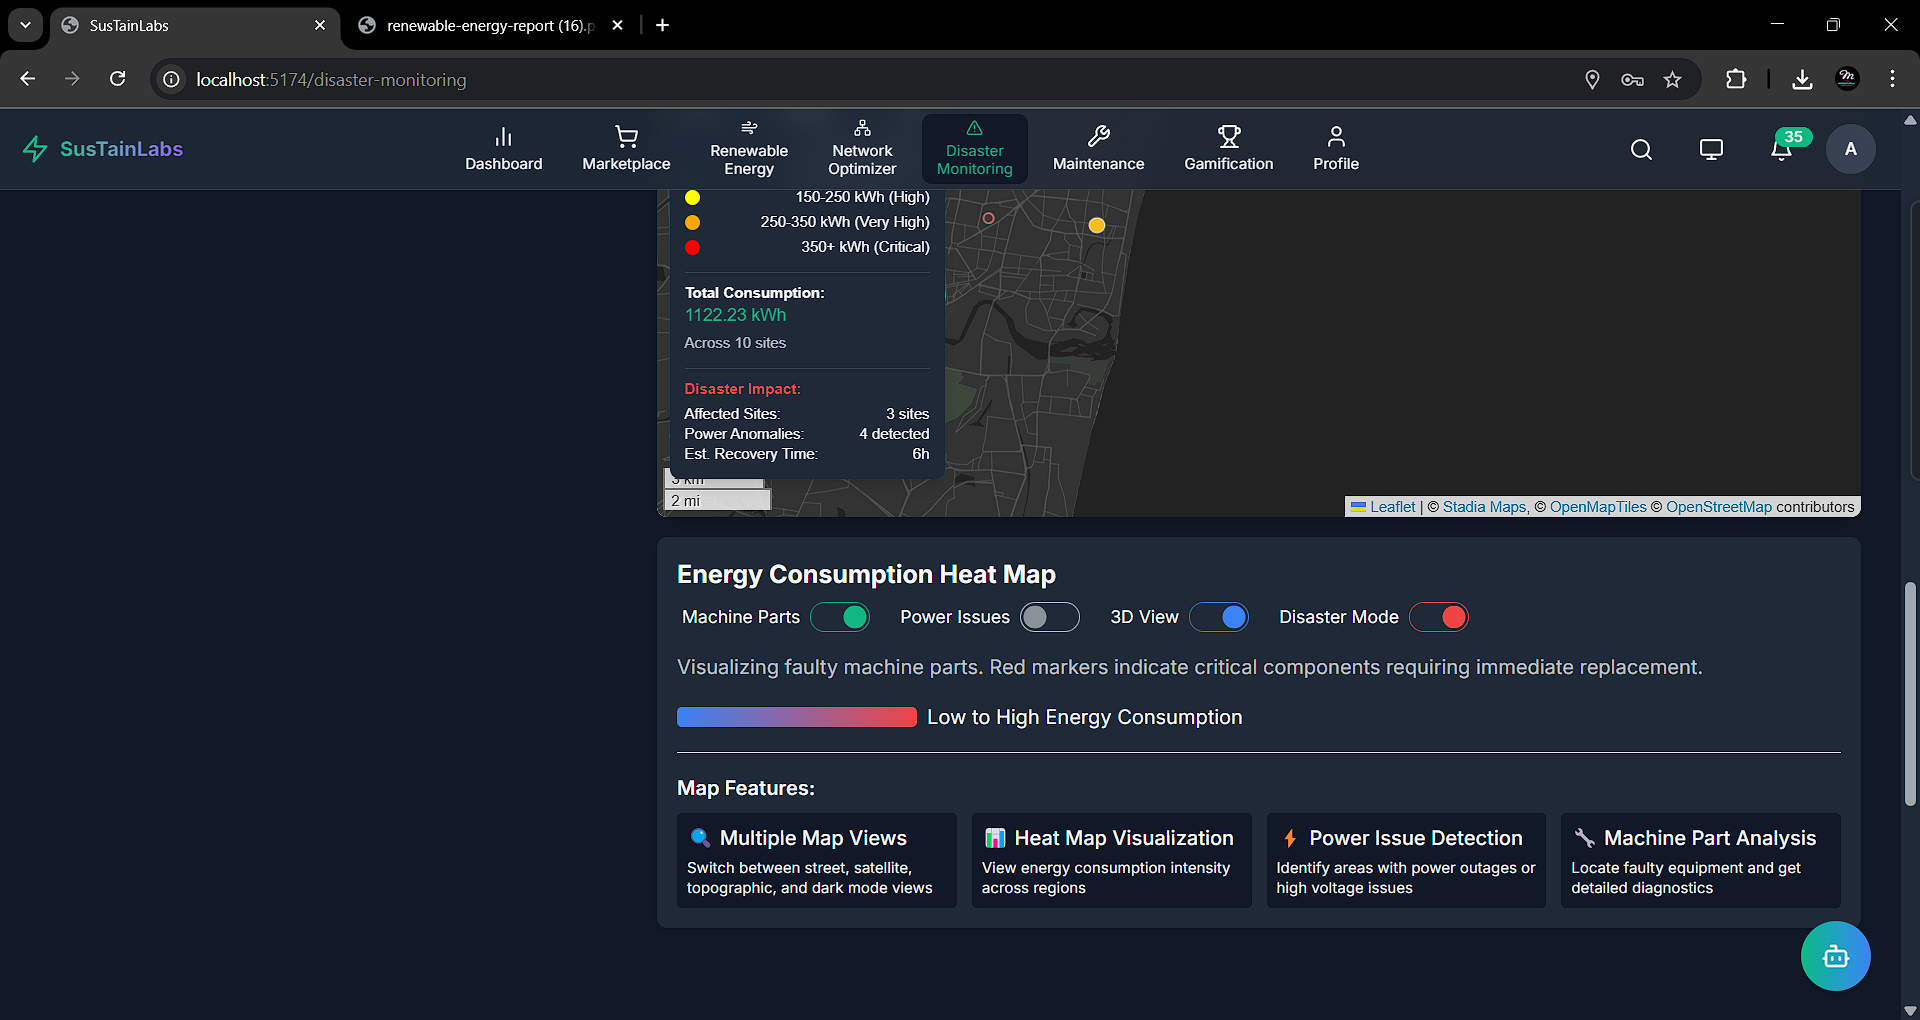 SusTainLabs
renewable-energy-report (16).p
localhost:5174/disaster-monitoring
SusTainLabs
Dashboard
Marketplace
Renewable
Energy
Network
Optimizer
Disaster
Monitoring
Maintenance
Gamification
Profile
35
A
150-250 kWh (High)
250-350 kWh (Very High)
350+ kWh (Critical)
Total Consumption:
1122.23 kWh
Across 10 sites
Disaster Impact:
Affected Sites: 3 sites
Power Anomalies: 4 detected
Est. Recovery Time: 6h
3 km
2 mi
Leaflet | © Stadia Maps, © OpenMapTiles © OpenStreetMap contributors
Energy Consumption Heat Map
Machine Parts Power Issues 3D View Disaster Mode
Visualizing faulty machine parts. Red markers indicate critical components requiring immediate replacement.
Low to High Energy Consumption
Map Features:
Multiple Map Views
Switch between street, satellite,
topographic, and dark mode views
Heat Map Visualization
View energy consumption intensity
across regions
Power Issue Detection
Identify areas with power outages or
high voltage issues
Machine Part Analysis
Locate faulty equipment and get
detailed diagnostics